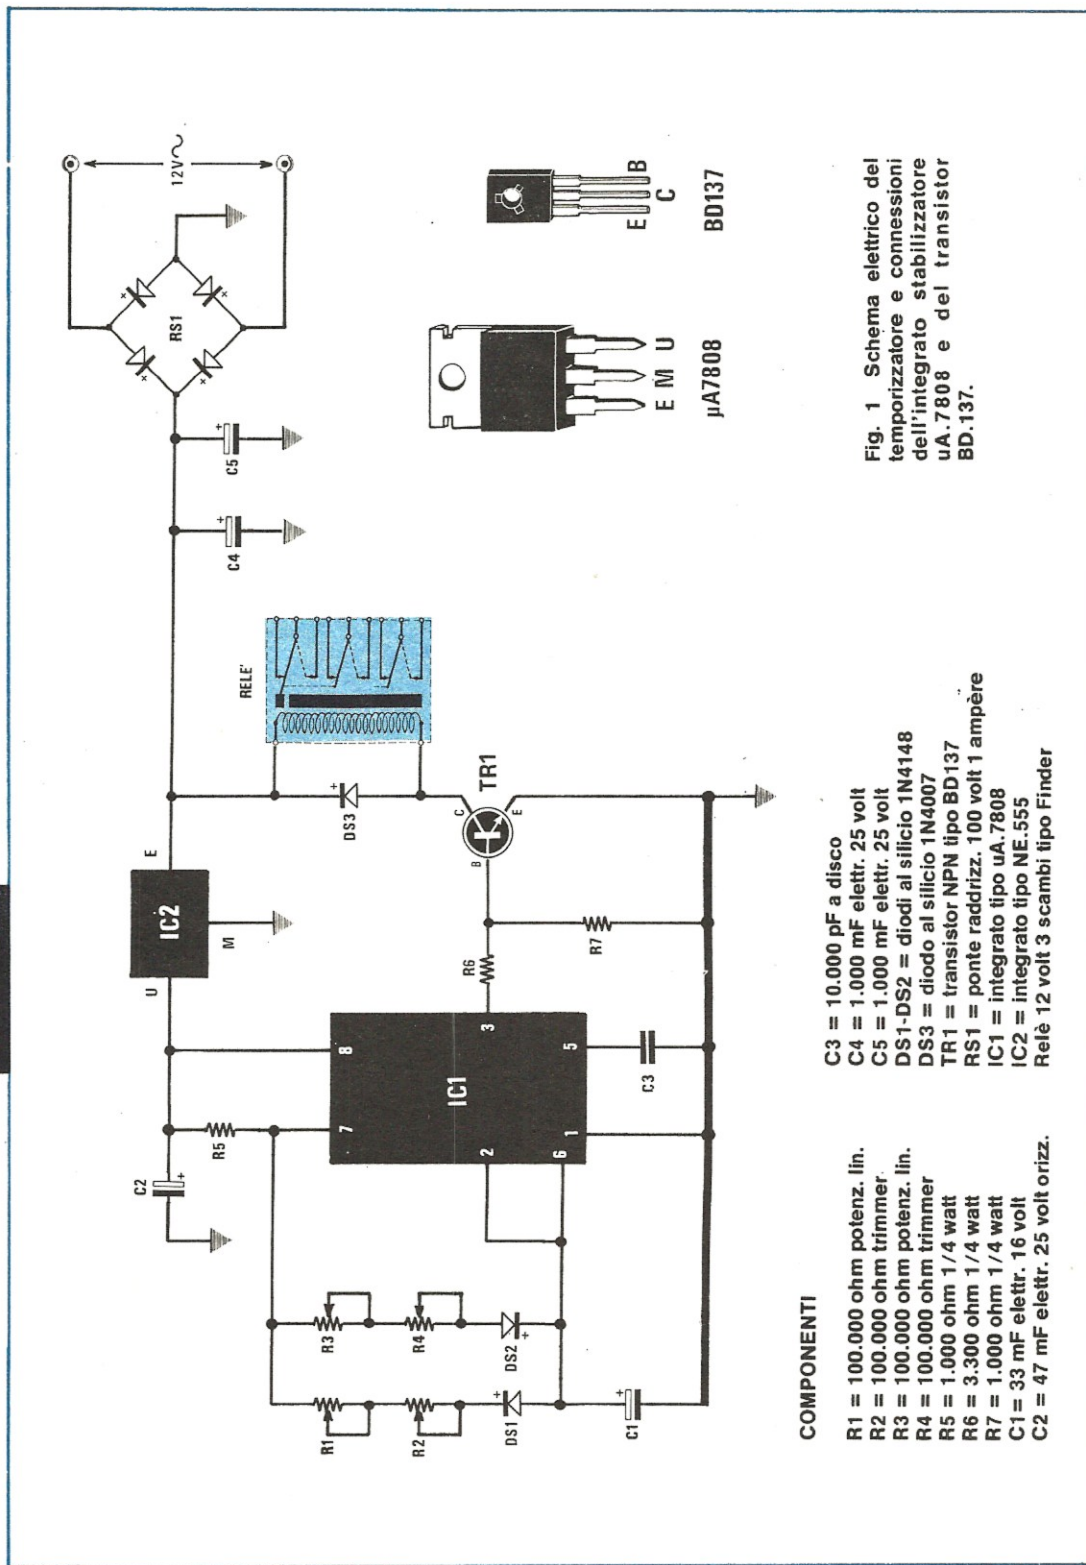 12V
RS1
C5
C4
RELE'
DS3
TR1
C
B
E
IC2
U
E
M
C2
R5
R6
R7
8
7
3
IC1
2
6
1
5
C3
R3
R4
DS2
R1
R2
DS1
C1
E M U
µA7808
E C B
BD137
Fig. 1 Schema elettrico del
temporizzatore e connessioni
dell'integrato stabilizzatore
uA.7808 e del transistor
BD.137.
COMPONENTI
R1 = 100.000 ohm potenz. lin.
R2 = 100.000 ohm trimmer
R3 = 100.000 ohm potenz. lin.
R4 = 100.000 ohm trimmer
R5 = 1.000 ohm 1/4 watt
R6 = 3.300 ohm 1/4 watt
R7 = 1.000 ohm 1/4 watt
C1 = 33 mF elettr. 16 volt
C2 = 47 mF elettr. 25 volt orizz.
C3 = 10.000 pF a disco
C4 = 1.000 mF elettr. 25 volt
C5 = 1.000 mF elettr. 25 volt
DS1-DS2 = diodi al silicio 1N4148
DS3 = diodo al silicio 1N4007
TR1 = transistor NPN tipo BD137
RS1 = ponte raddrizz. 100 volt 1 ampère
IC1 = integrato tipo uA.7808
IC2 = integrato tipo NE.555
Relè 12 volt 3 scambi tipo Finder